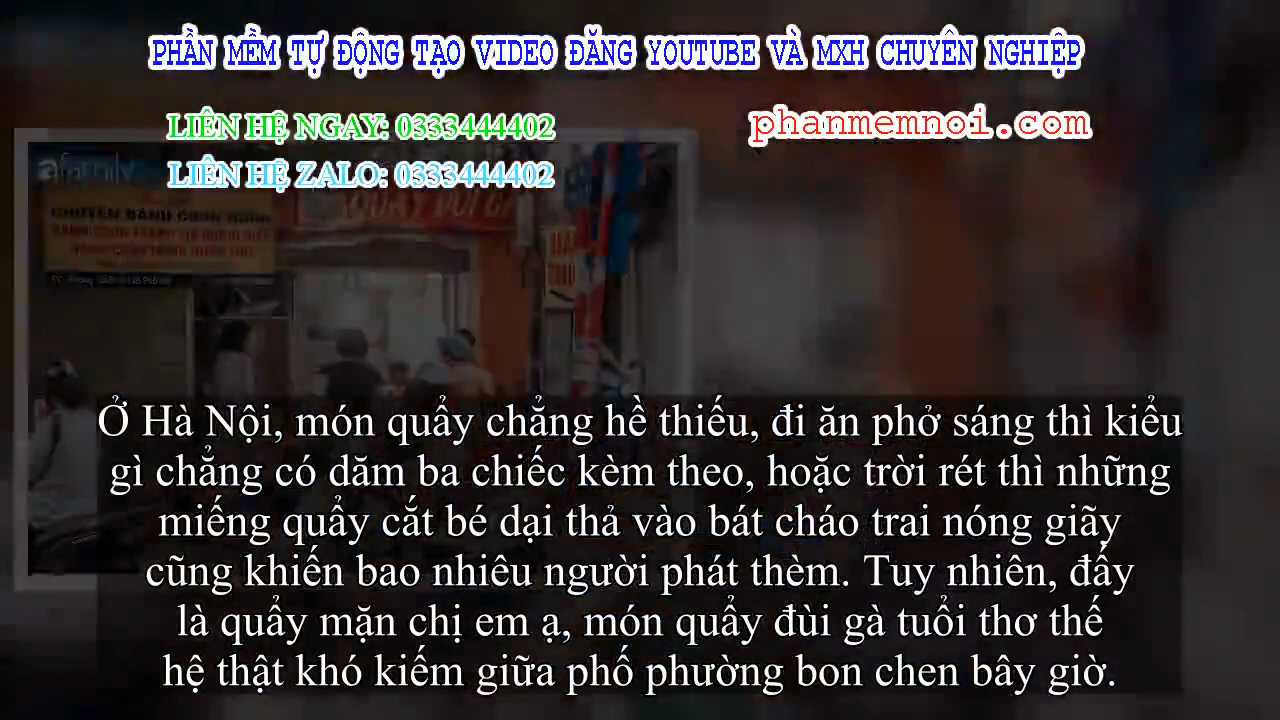 PHẦN MỀM TỰ ĐỘNG TẠO VIDEO ĐĂNG YOUTUBE VÀ MXH CHUYÊN NGHIỆP
LIÊN HỆ NGAY: 0333444402
phanmemnoi.com
LIÊN HỆ ZALO: 0333444402
afamily
QUẨY ĐÙI GÀ
Ở Hà Nội, món quẩy chẳng hề thiếu, đi ăn phở sáng thì kiểu
gì chẳng có dăm ba chiếc kèm theo, hoặc trời rét thì những
miếng quẩy cắt bé dại thả vào bát cháo trai nóng giãy
cũng khiến bao nhiêu người phát thèm. Tuy nhiên, đấy
là quẩy mặn chị em ạ, món quẩy đùi gà tuổi thơ thế
hệ thật khó kiếm giữa phố phường bon chen bây giờ.